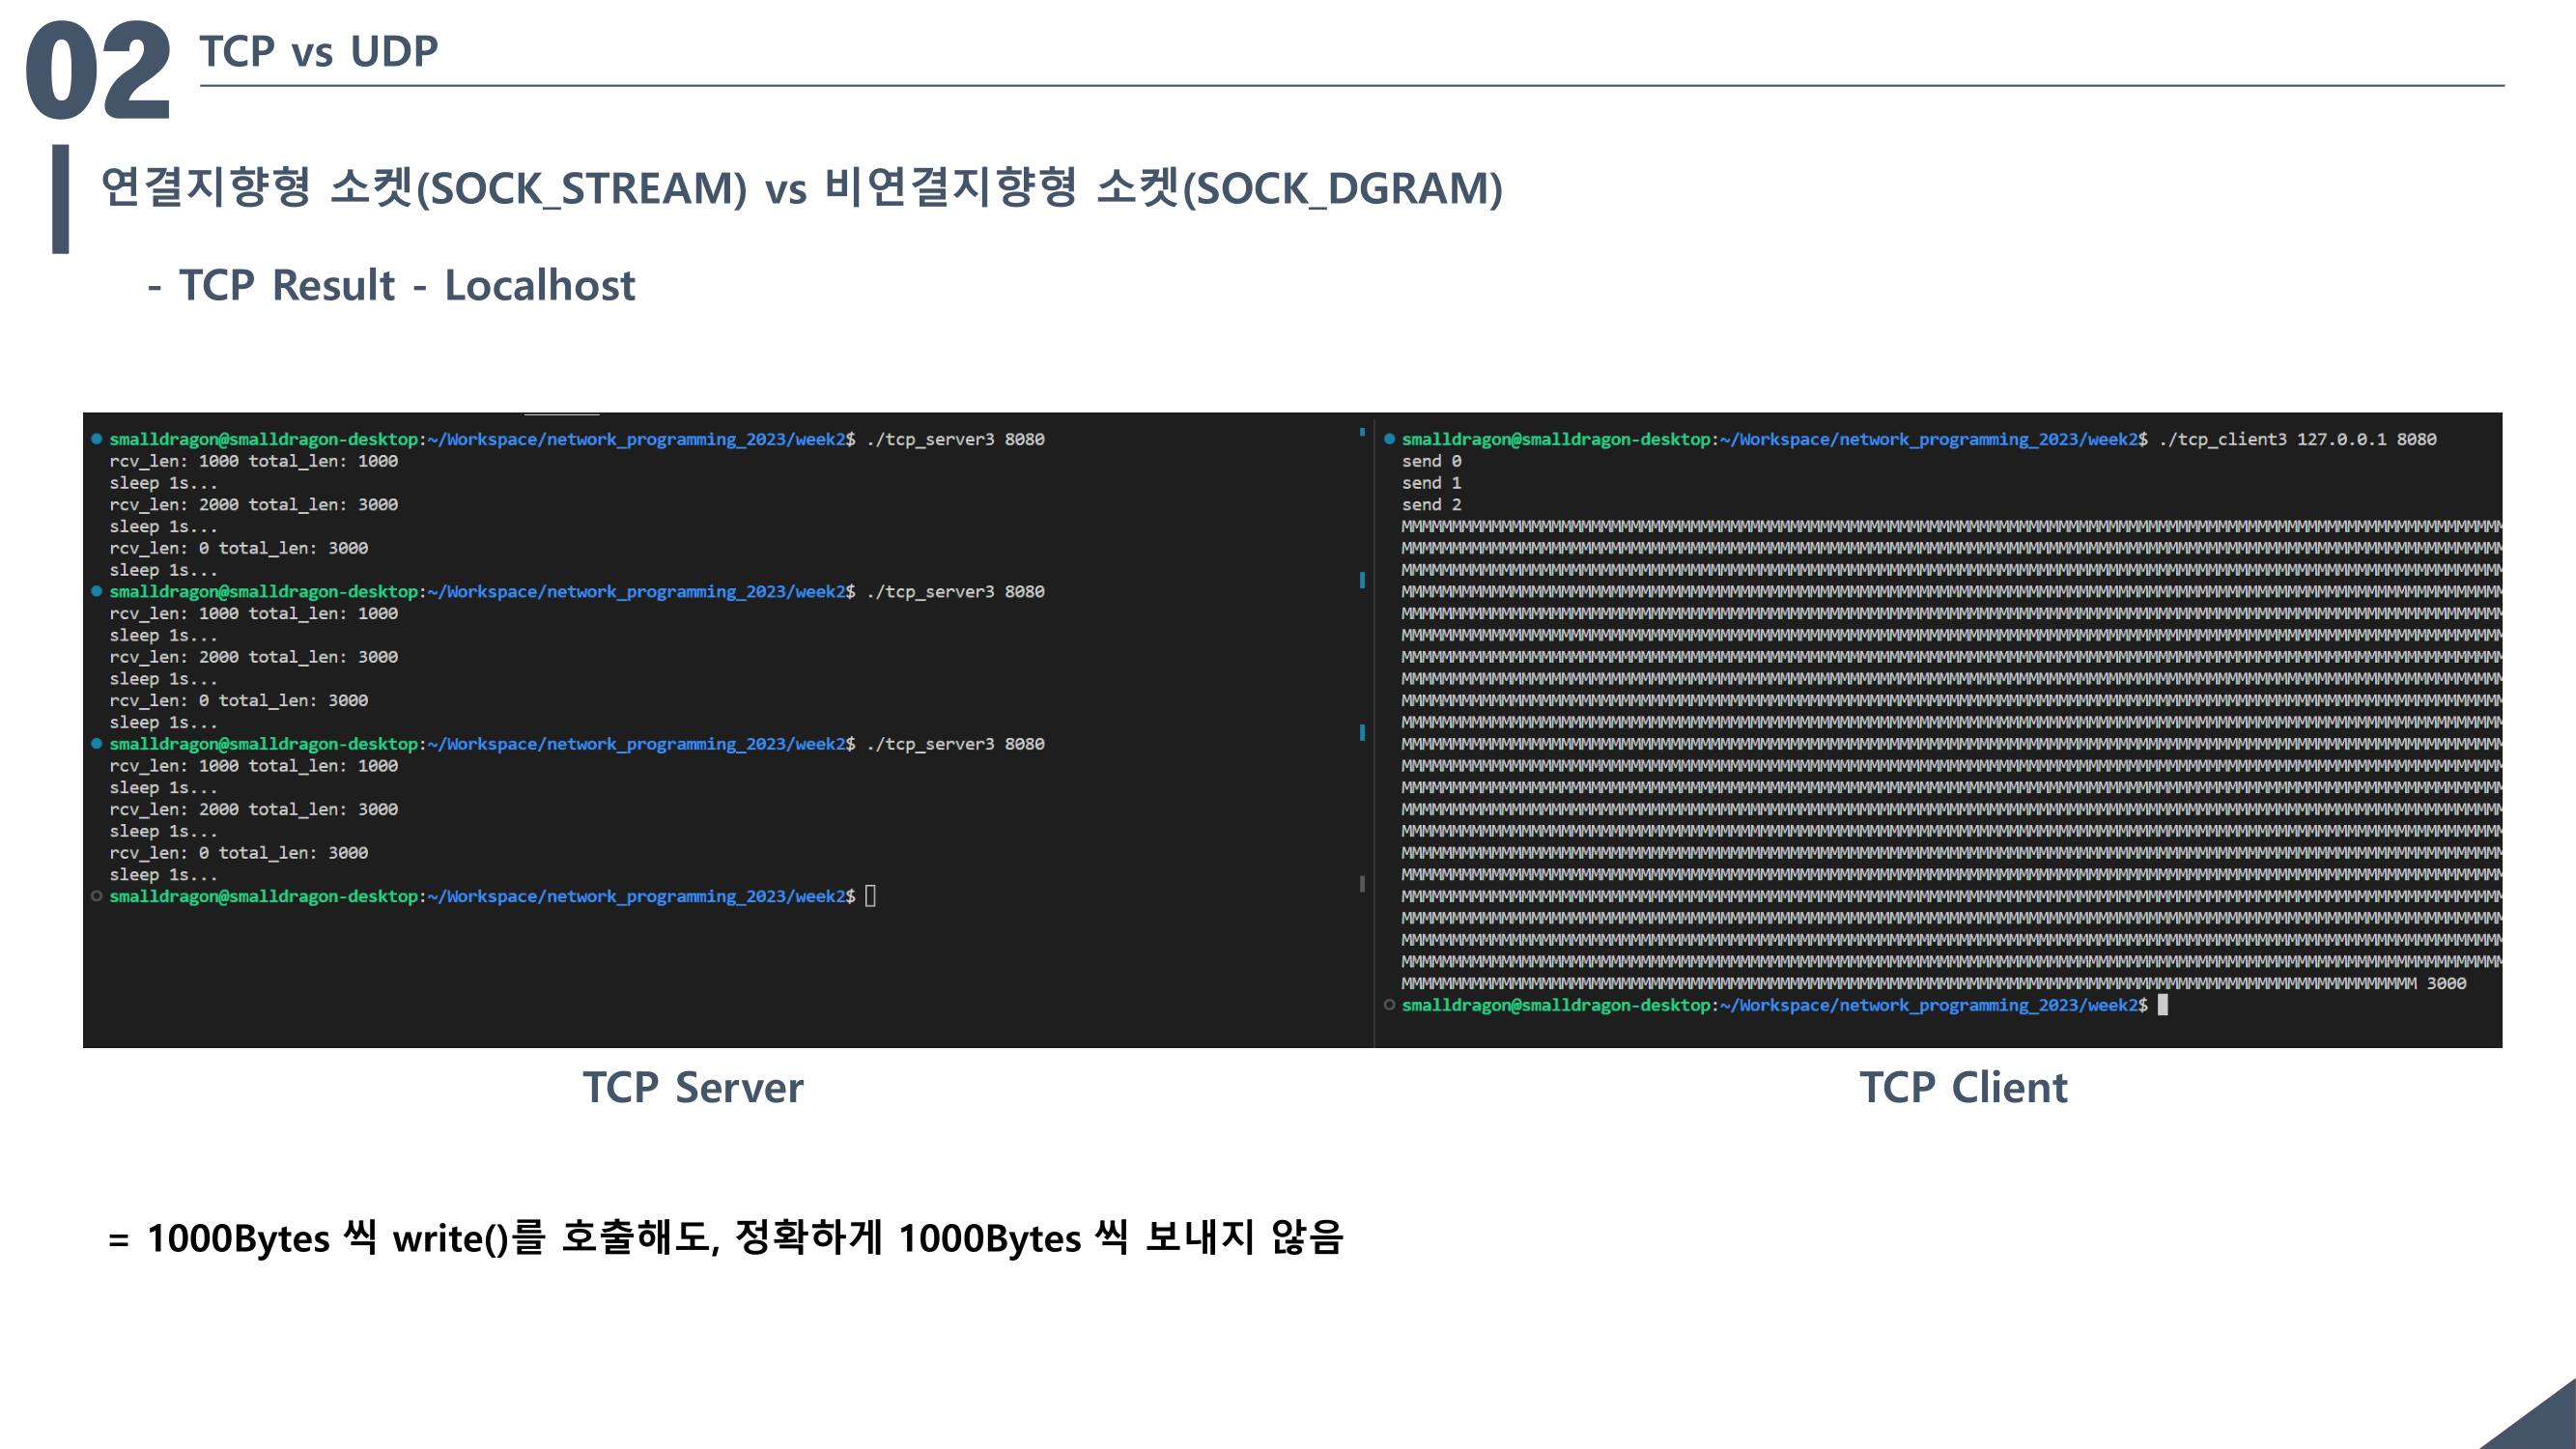 02
TCP vs UDP
연결지향형 소켓(SOCK_STREAM) vs 비연결지향형 소켓(SOCK_DGRAM)
- TCP Result - Localhost
smalldragon@smalldragon-desktop:~/Workspace/network_programming_2023/week2$ ./tcp_server3 8080
rcv_len: 1000 total_len: 1000
sleep 1s...
rcv_len: 2000 total_len: 3000
sleep 1s...
rcv_len: 0 total_len: 3000
sleep 1s...
smalldragon@smalldragon-desktop:~/Workspace/network_programming_2023/week2$ ./tcp_server3 8080
rcv_len: 1000 total_len: 1000
sleep 1s...
rcv_len: 2000 total_len: 3000
sleep 1s...
rcv_len: 0 total_len: 3000
sleep 1s...
smalldragon@smalldragon-desktop:~/Workspace/network_programming_2023/week2$ ./tcp_server3 8080
rcv_len: 1000 total_len: 1000
sleep 1s...
rcv_len: 2000 total_len: 3000
sleep 1s...
rcv_len: 0 total_len: 3000
sleep 1s...
smalldragon@smalldragon-desktop:~/Workspace/network_programming_2023/week2$
smalldragon@smalldragon-desktop:~/Workspace/network_programming_2023/week2$ ./tcp_client3 127.0.0.1 8080
send 0
send 1
send 2
3000
smalldragon@smalldragon-desktop:~/Workspace/network_programming_2023/week2$
TCP Server
TCP Client
= 1000Bytes 씩 write()를 호출해도, 정확하게 1000Bytes 씩 보내지 않음